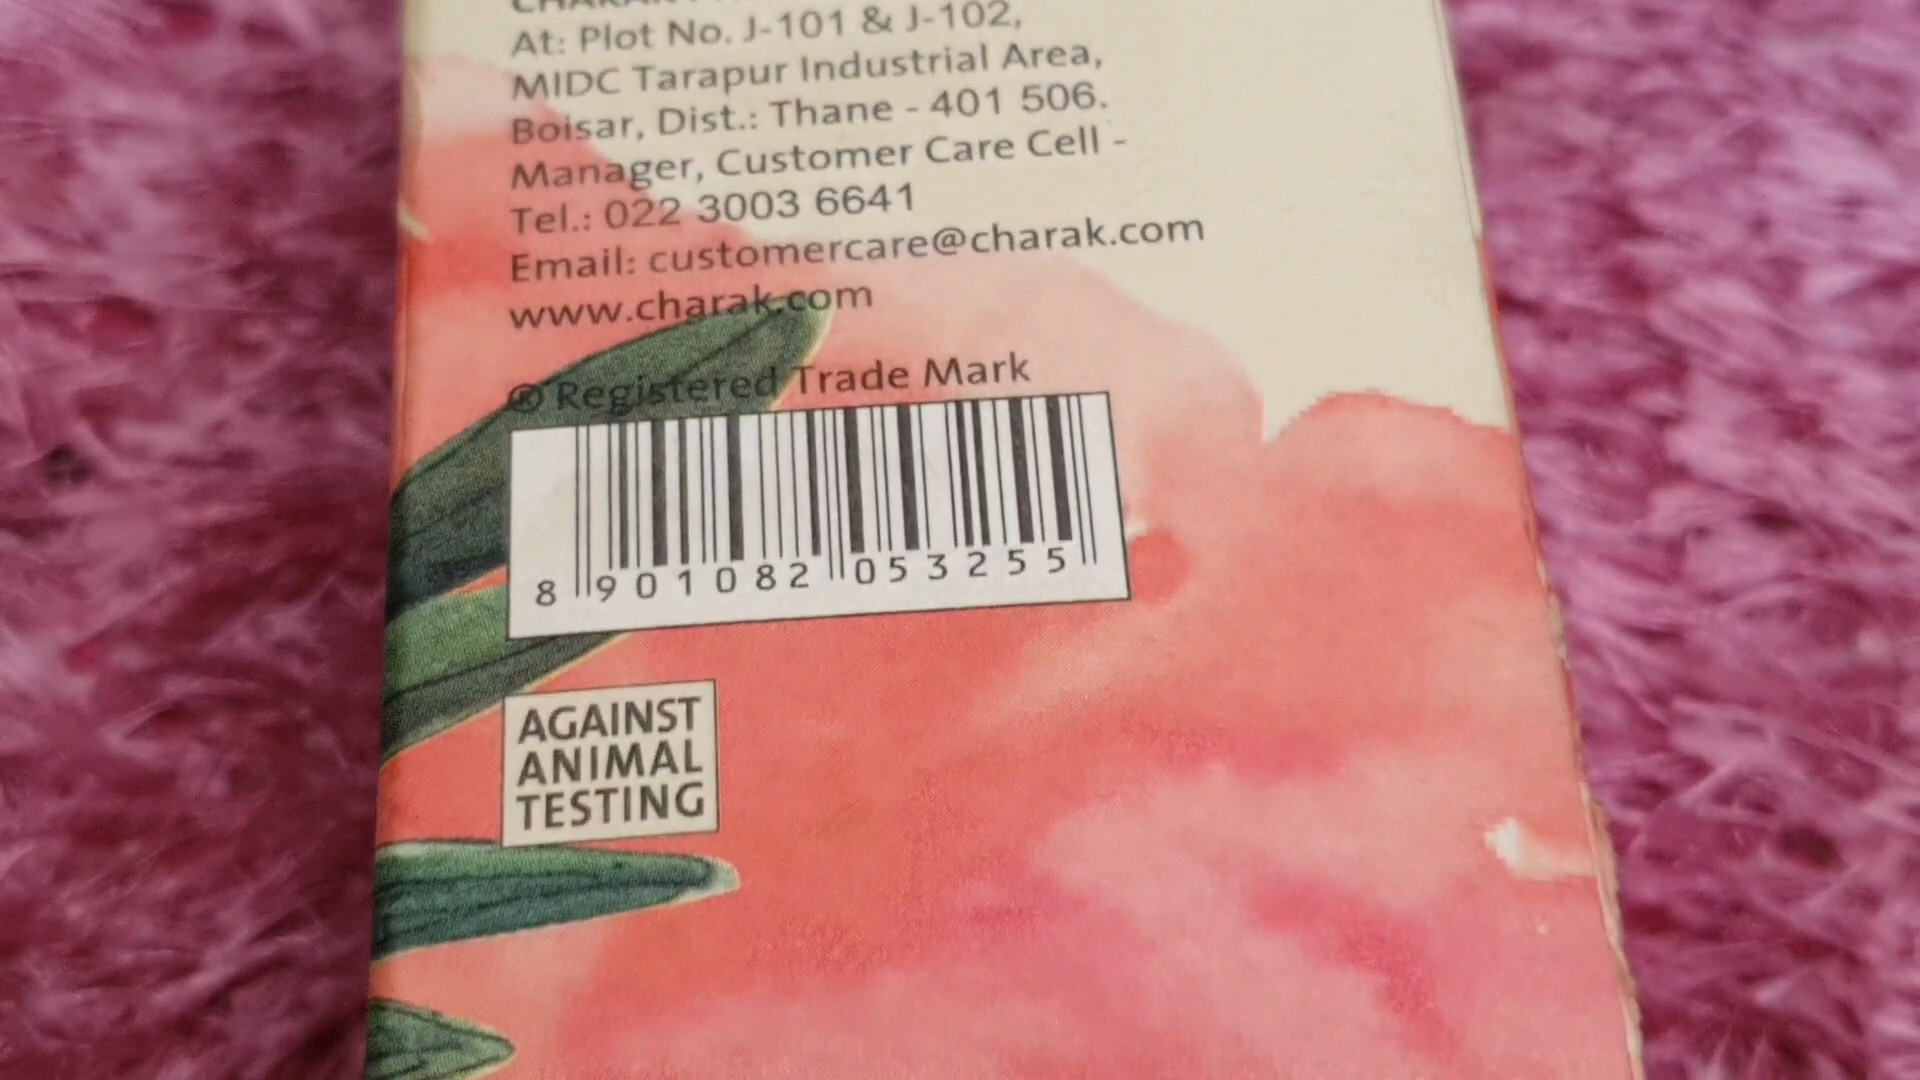 At: Plot No. J-101 & J-102,
MIDC Tarapur Industrial Area,
Boisar, Dist.: Thane - 401 506.
Manager, Customer Care Cell -
Tel.: 022 3003 6641
Email: customercare@charak.com
www.charak.com
® Registered Trade Mark
8 901082 053255
AGAINST
ANIMAL
TESTING